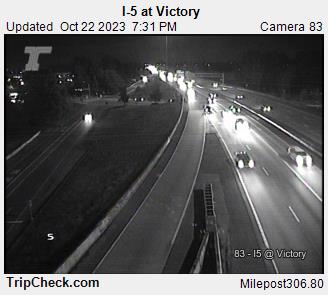 I-5 at Victory
Updated Oct 22 2023 7:31 PM Camera 83
T
S
83 - I5 @ Victory
TripCheck.com Milepost306.80